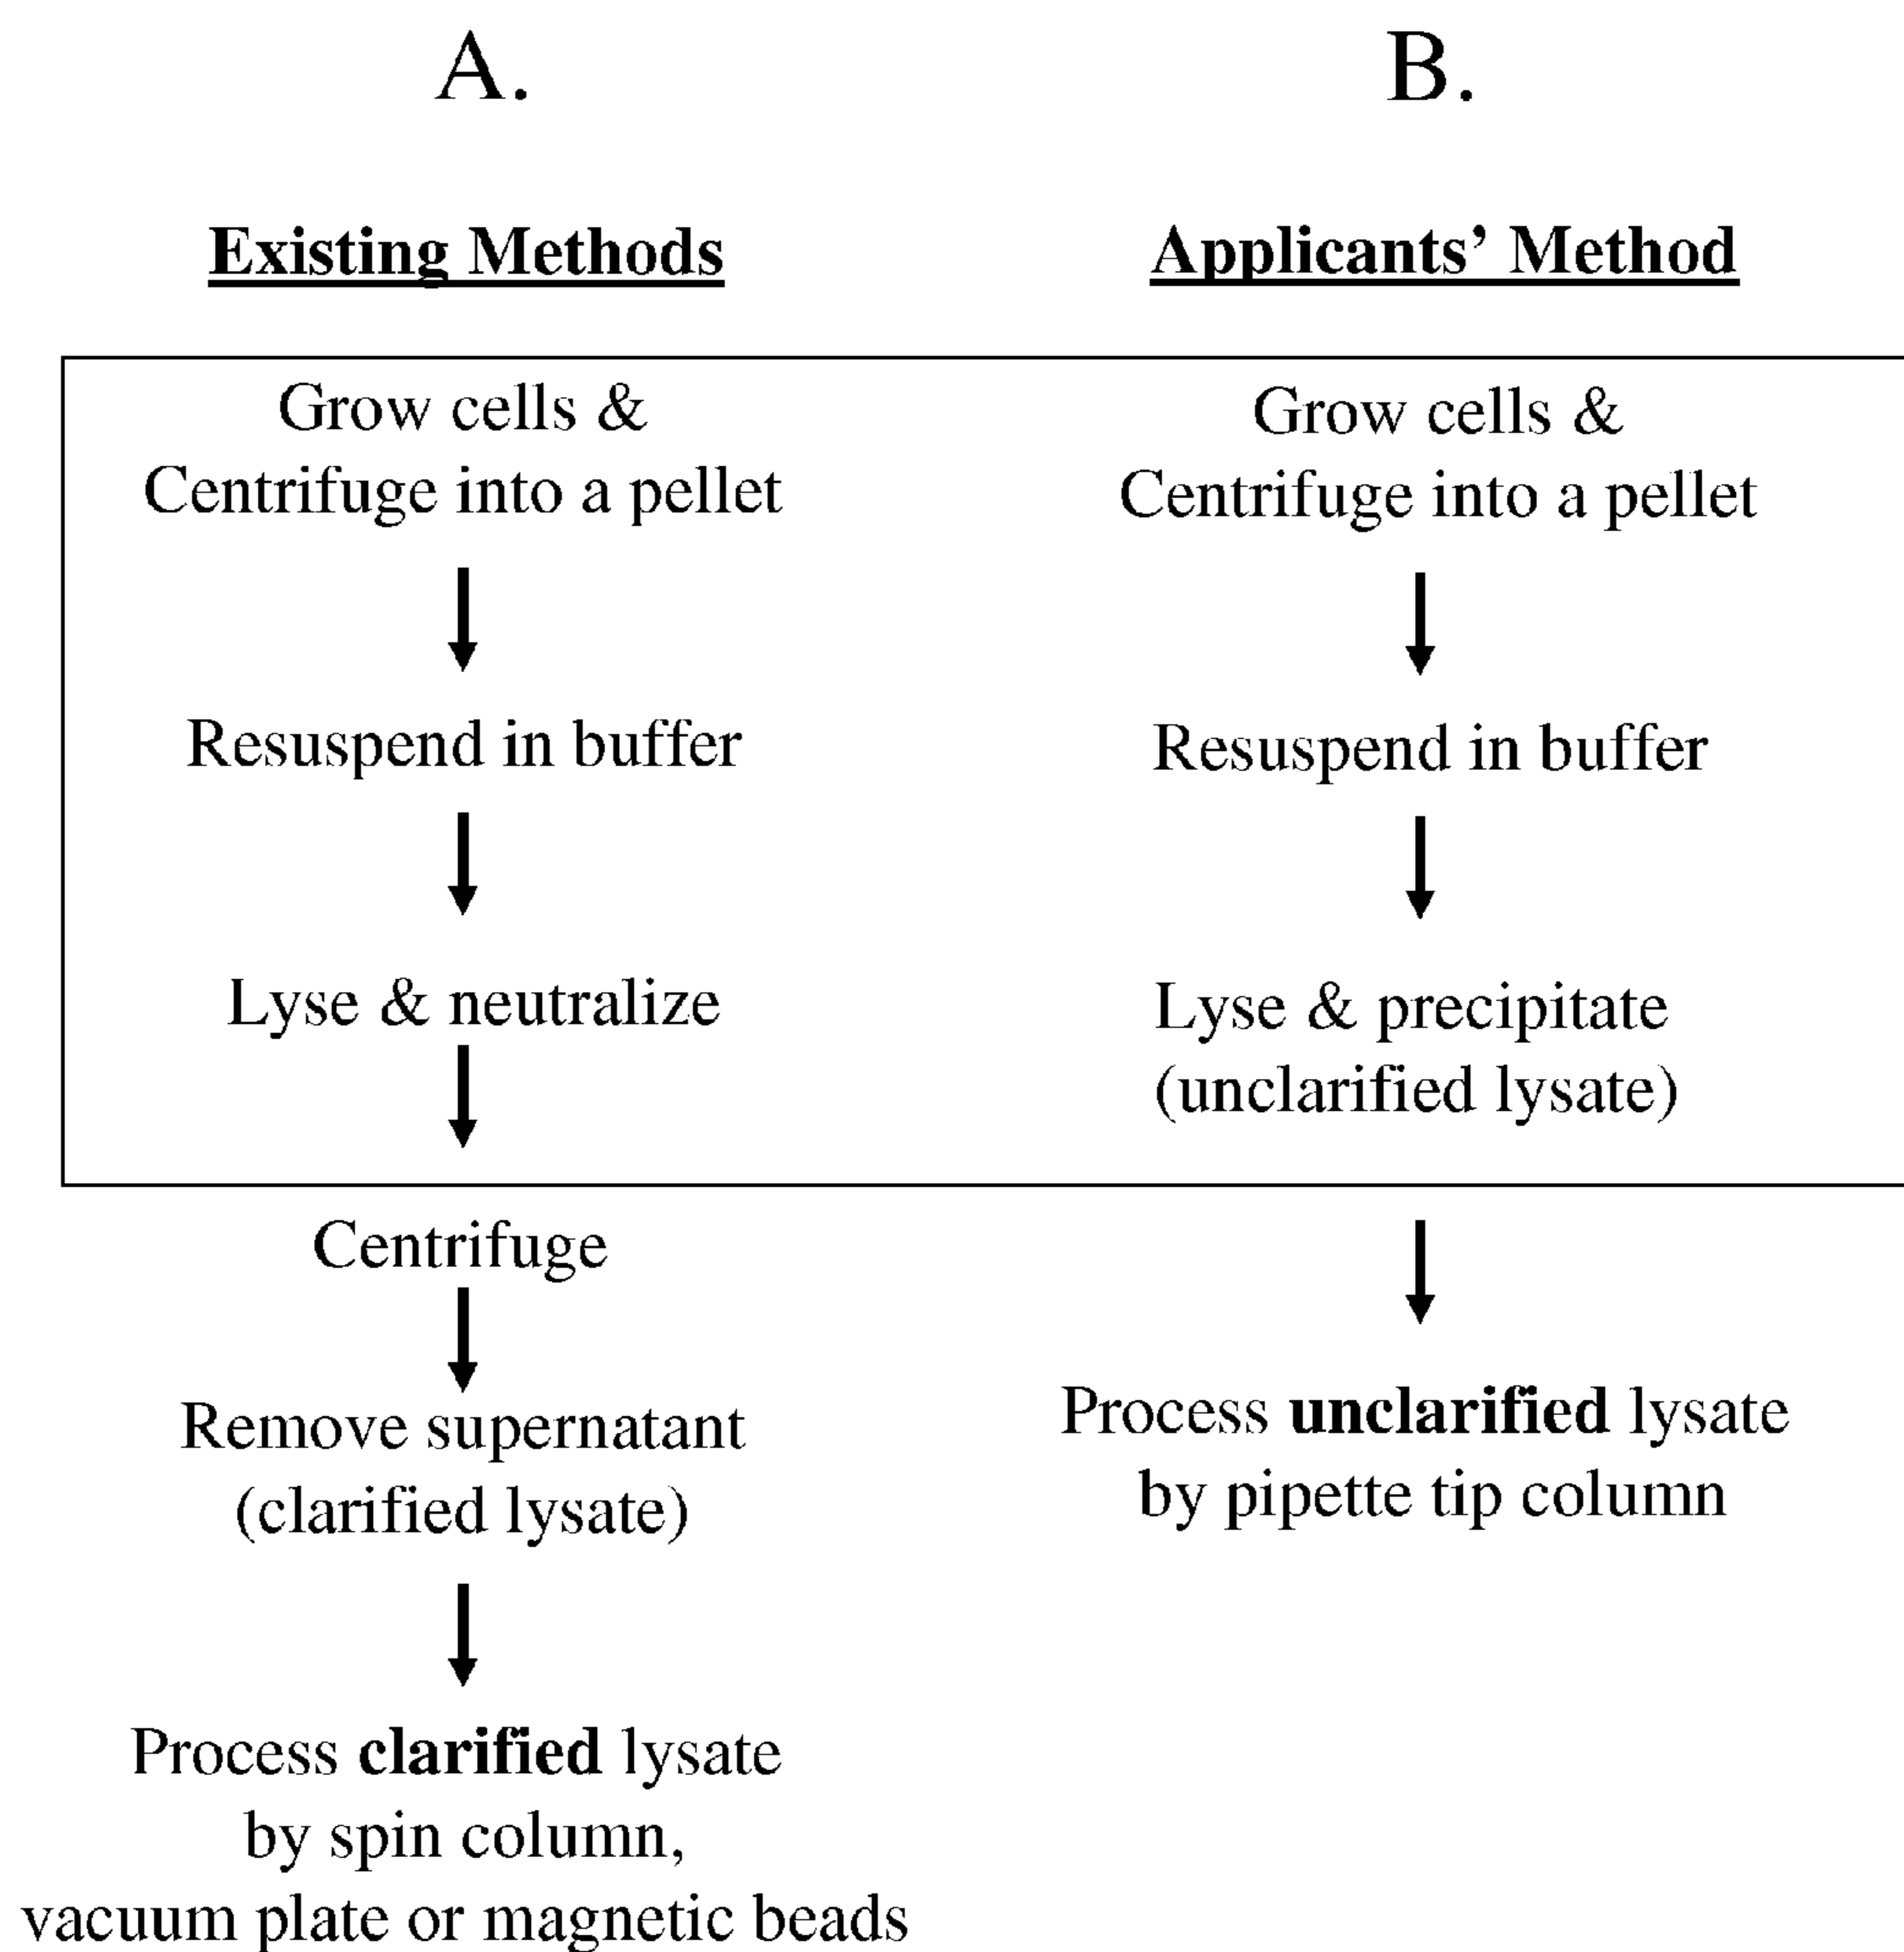 A.
Existing Methods
Grow cells &
Centrifuge into a pellet
Resuspend in buffer
Lyse & neutralize
Centrifuge
Remove supernatant
(clarified lysate)
Process clarified lysate
by spin column,
vacuum plate or magnetic beads
B.
Applicants’ Method
Grow cells &
Centrifuge into a pellet
Resuspend in buffer
Lyse & precipitate
(unclarified lysate)
Process unclarified lysate
by pipette tip column